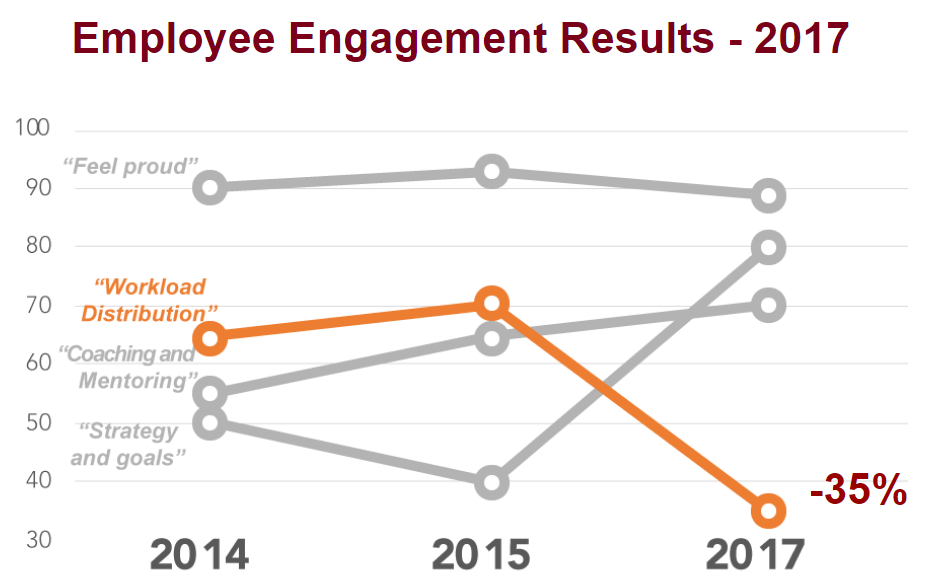 Employee Engagement Results - 2017
100
“Feel proud”
90
80
“Workload
Distribution”
70
“Coaching and
Mentoring”
60
50
“Strategy
and goals”
40
-35%
30
2014 2015 2017